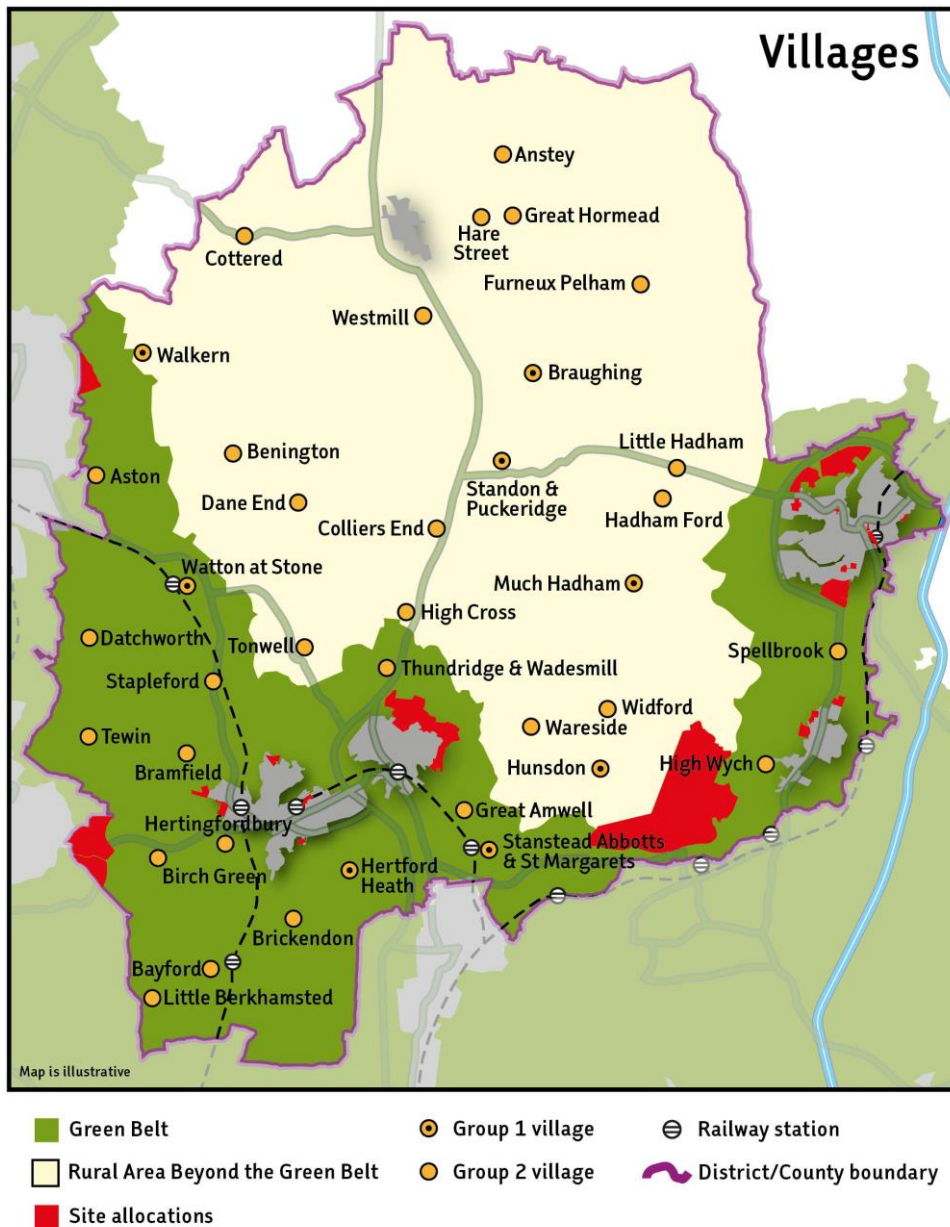 Villages
Anstey
Great Hormead
Hare
Street
Cottered
Furneux Pelham
Westmill
Walkern
Braughing
Little Hadham
Benington
Aston
Standon &
Puckeridge
Dane End
Hadham Ford
Colliers End
Watton at Stone
Much Hadham
High Cross
Datchworth
Tonwell
Spellbrook
Thundridge & Wadesmill
Stapleford
Widford
Wareside
Tewin
Bramfield
Hunsdon
High Wych
Great Amwell
Hertingfordbury
Stanstead Abbotts
& St Margarets
Birch Green
Hertford
Heath
Brickendon
Bayford
Little Berkhamsted
Map is illustrative
Green Belt
Group 1 village
Railway station
Rural Area Beyond the Green Belt
Group 2 village
District/County boundary
Site allocations